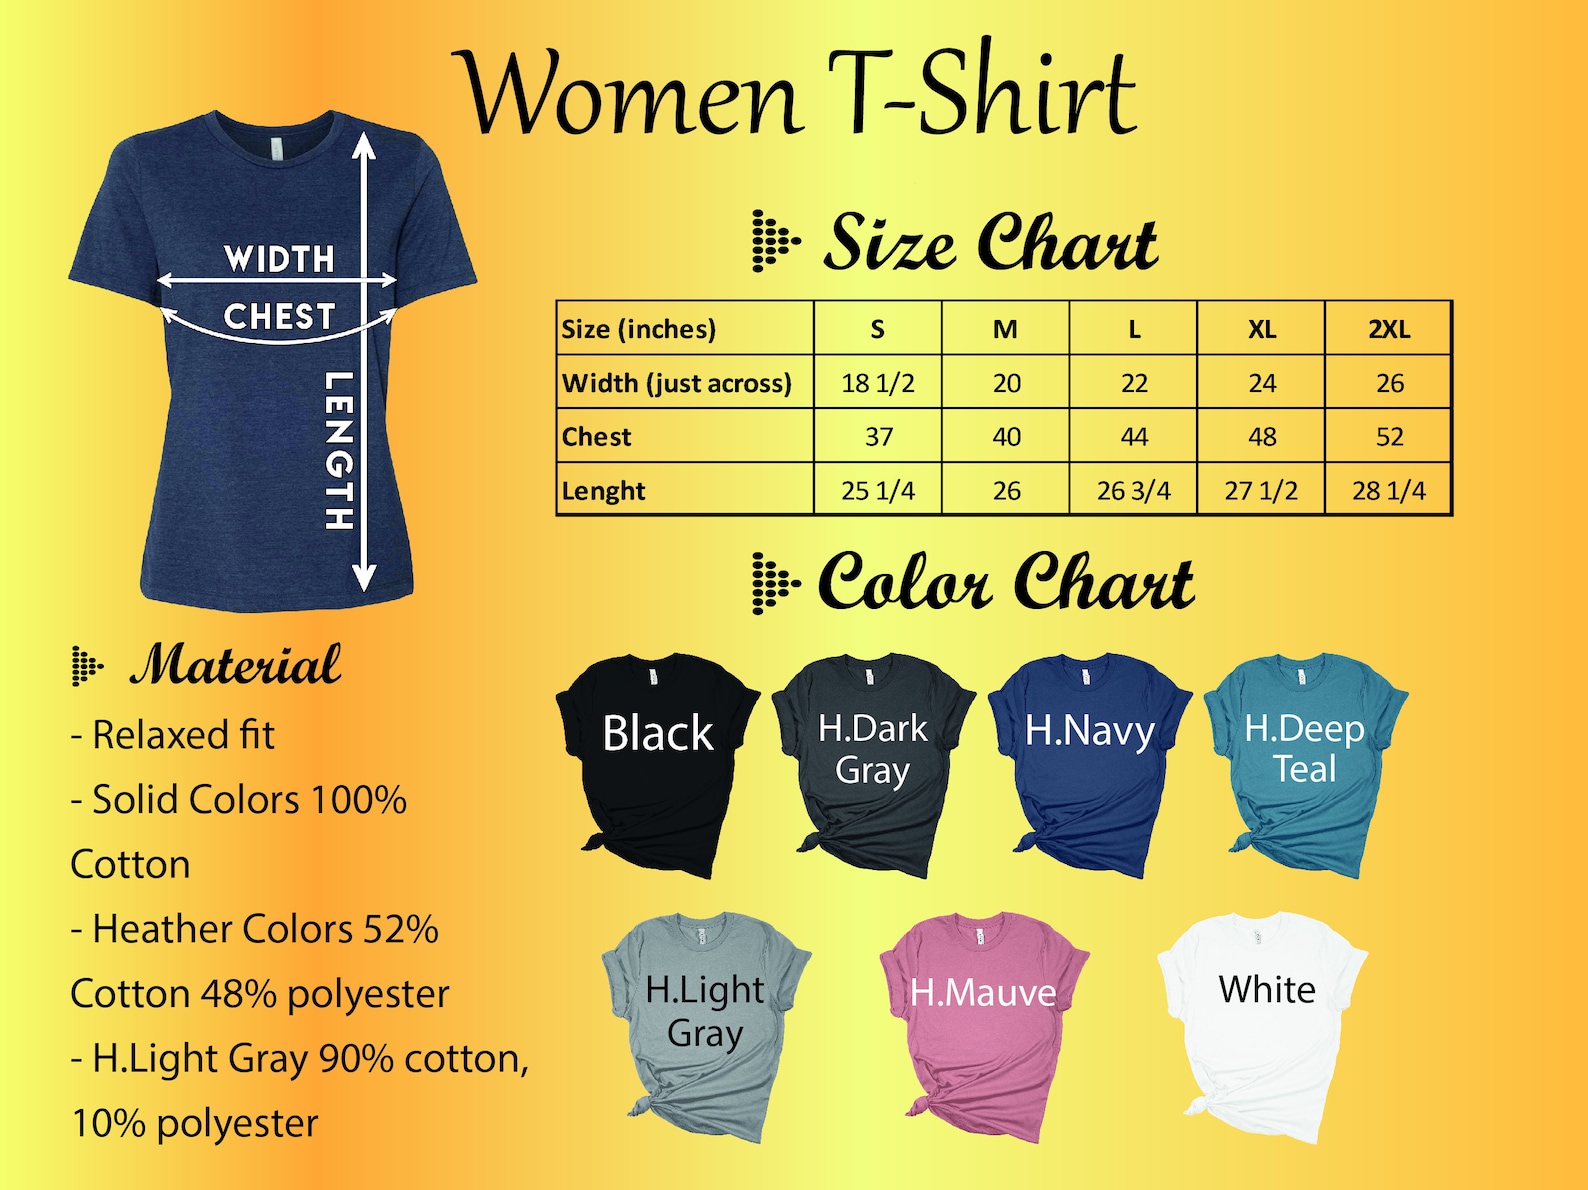 Women T-Shirt
WIDTH
CHEST
LENGTH
Size Chart
Size (inches) S M L XL 2XL
Width (just across) 18 1/2 20 22 24 26
Chest 37 40 44 48 52
Lenght 25 1/4 26 26 3/4 27 1/2 28 1/4
Color Chart
Black
H.Dark
Gray
H.Navy
H.Deep
Teal
H.Light
Gray
H.Mauve
White
Material
- Relaxed fit
- Solid Colors 100%
Cotton
- Heather Colors 52%
Cotton 48% polyester
- H.Light Gray 90% cotton,
10% polyester